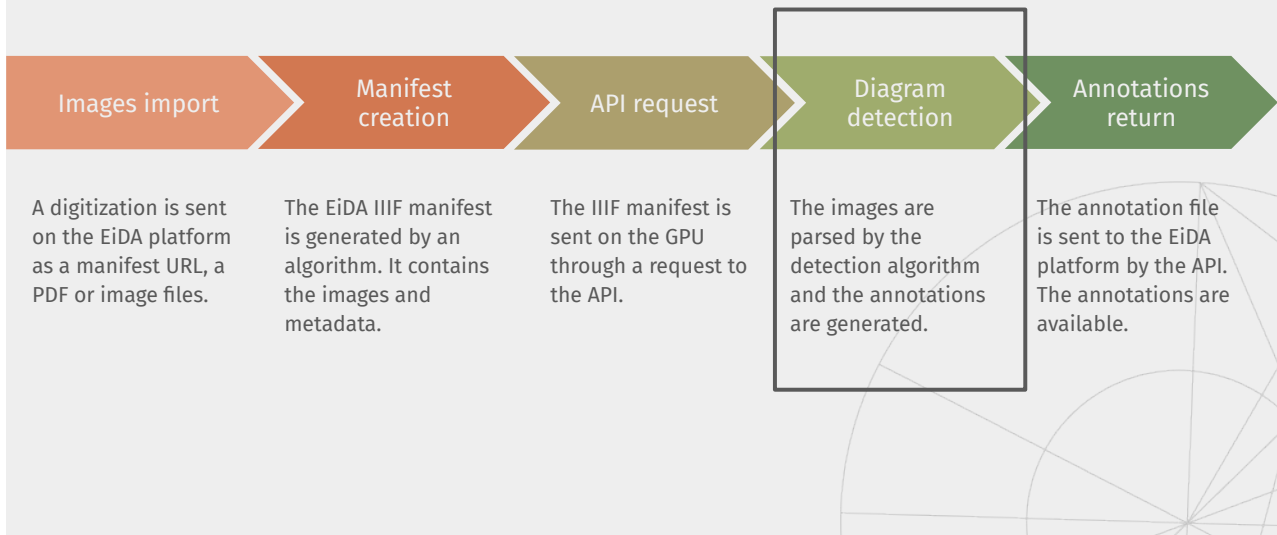 Images import
Manifest
creation
API request
Diagram
detection
Annotations
return
A digitization is sent
on the EiDA platform
as a manifest URL, a
PDF or image files.
The EiDA IIIF manifest
is generated by an
algorithm. It contains
the images and
metadata.
The IIIF manifest is
sent on the GPU
through a request to
the API.
The images are
parsed by the
detection algorithm
and the annotations
are generated.
The annotation file
is sent to the EiDA
platform by the API.
The annotations are
available.